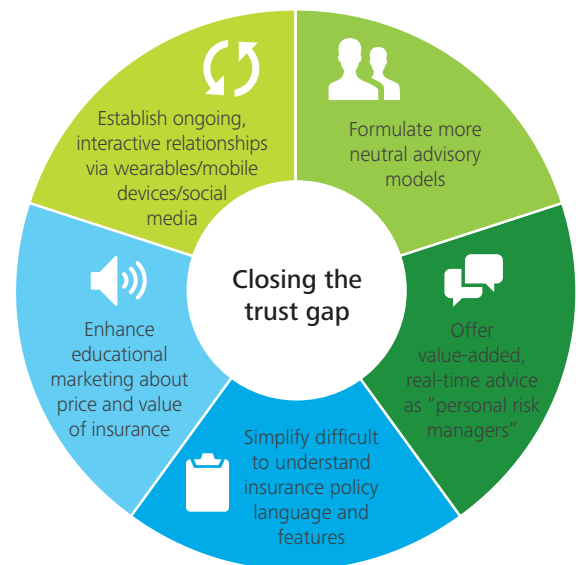 Closing the
trust gap
Formulate more
neutral advisory
models
Offer
value-added,
real-time advice
as “personal risk
managers”
Simplify difficult
to understand
insurance policy
language and
features
Enhance
educational
marketing about
price and value
of insurance
Establish ongoing,
interactive relationships
via wearables/mobile
devices/social
media